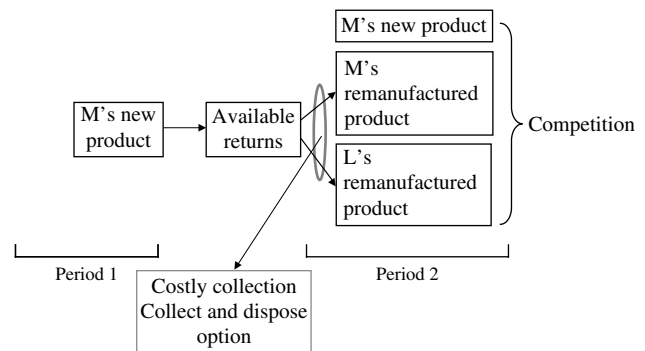 M's new product
M's
remanufactured
product
M's new
product
Available
returns
Competition
L's
remanufactured
product
Period 1
Period 2
Costly collection
Collect and dispose
option